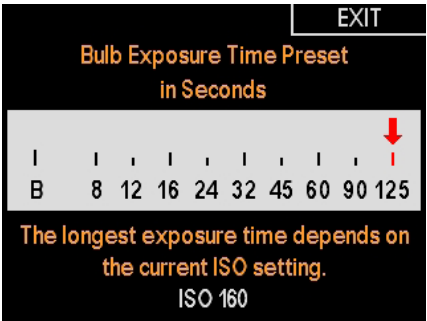 EXIT
Bulb Exposure Time Preset
in Seconds
B 8 12 16 24 32 45 60 90 125
The longest exposure time depends on
the current ISO setting.
ISO 160